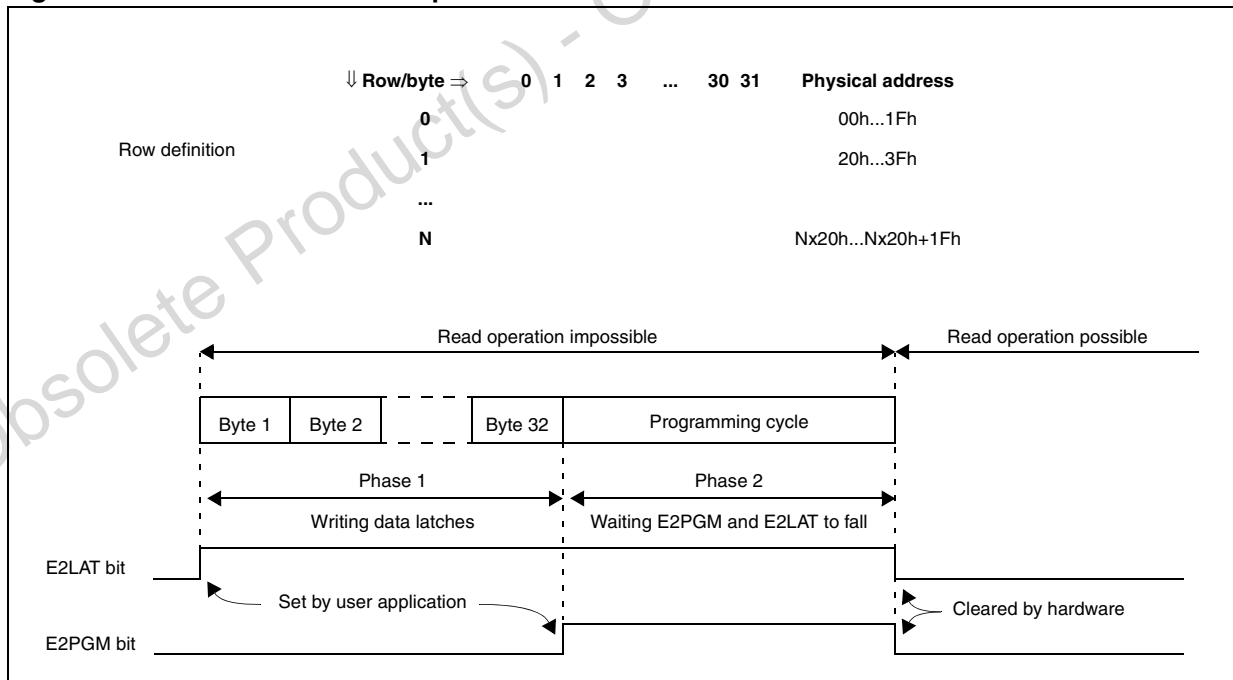 ⇓ Row/byte ⇒ 0 1 2 3 ... 30 31 Physical address
0 00h...1Fh
Row definition
1 20h...3Fh
...
N Nx20h...Nx20h+1Fh
Read operation impossible Read operation possible
Byte 1 Byte 2 Byte 32 Programming cycle
Phase 1 Phase 2
Writing data latches Waiting E2PGM and E2LAT to fall
E2LAT bit
Set by user application Cleared by hardware
E2PGM bit
Obsolete Product(s) -